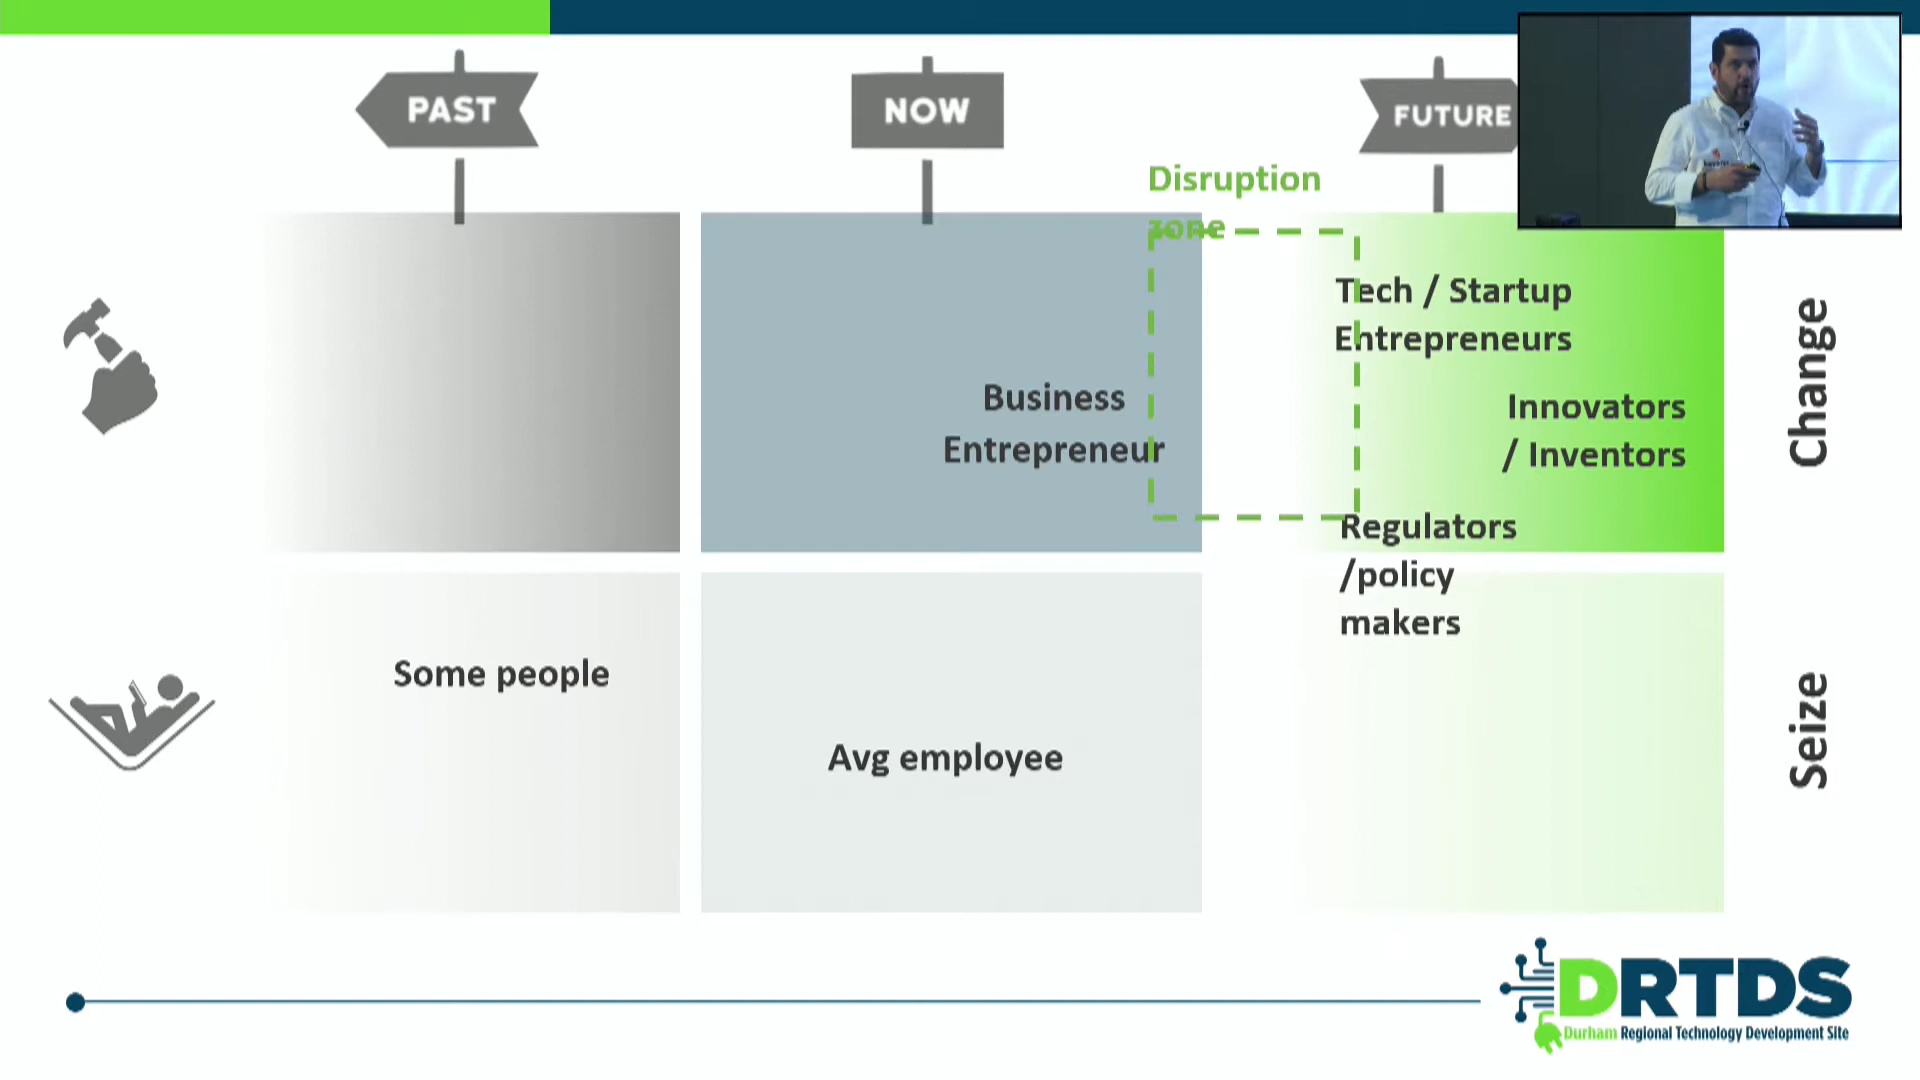 PAST
NOW
FUTURE
Disruption
zone
Tech / Startup
Entrepreneurs
Business
Entrepreneur
Innovators
/ Inventors
Regulators
/policy
makers
Change
Some people
Avg employee
Seize
DRTDS
Durham Regional Technology Development Site